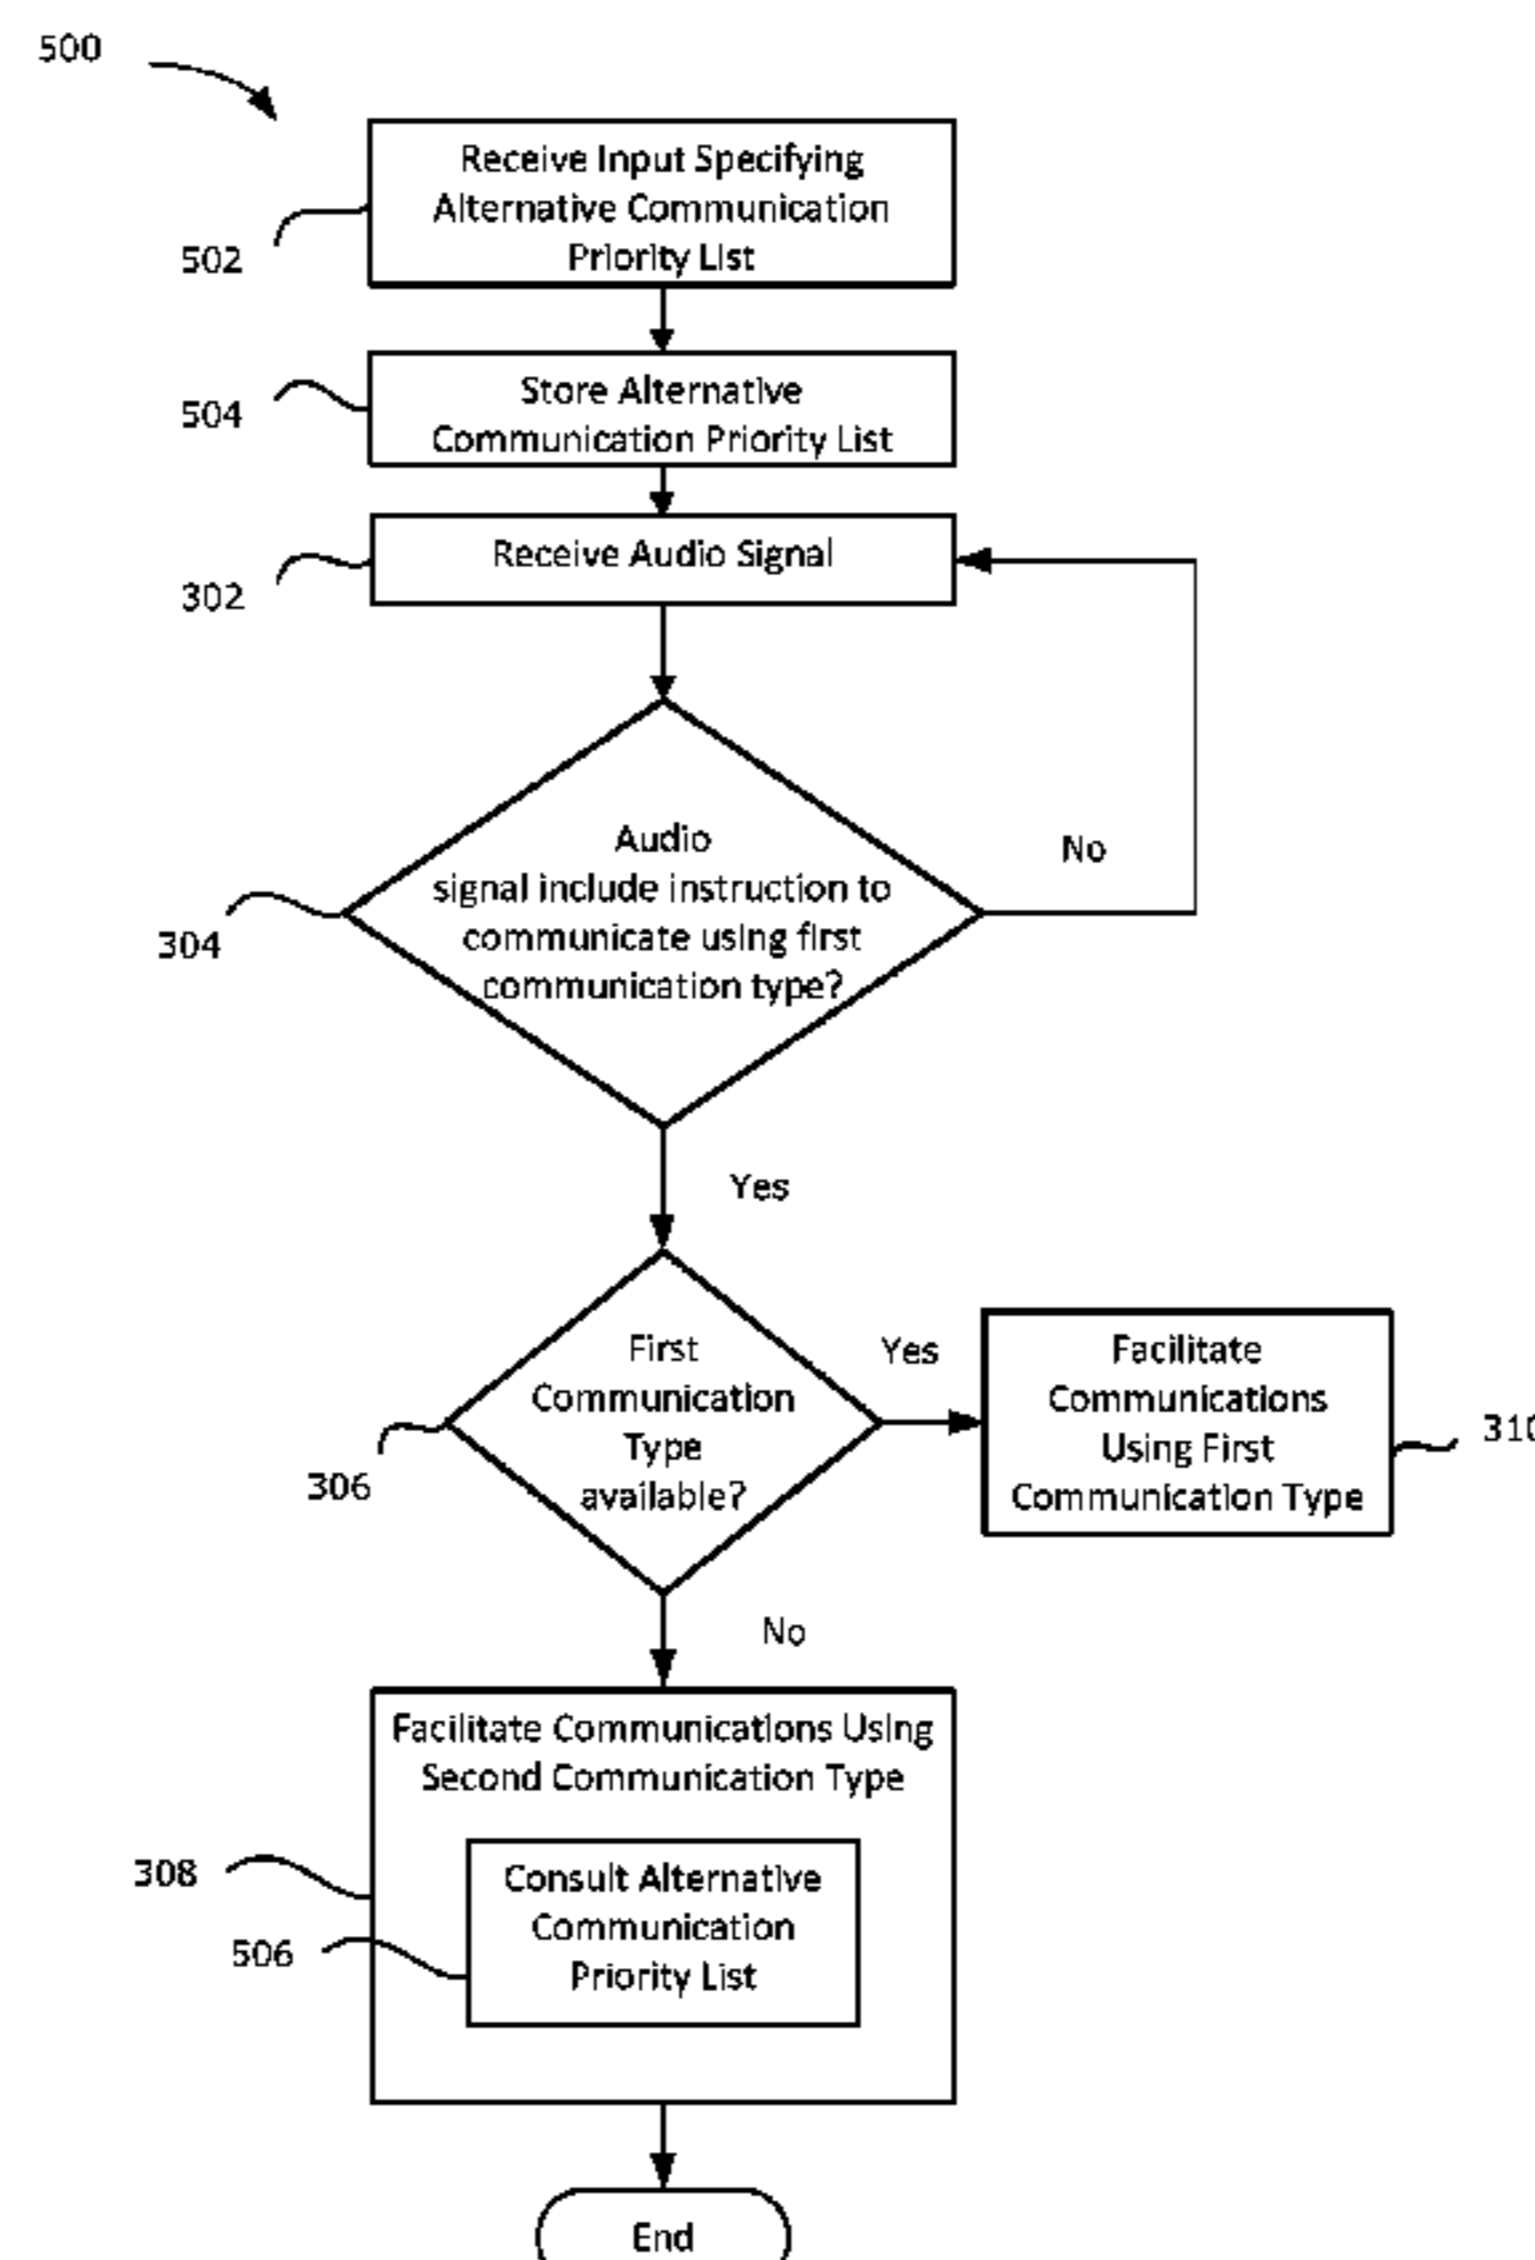 500
Receive Input Specifying
Alternative Communication
Priority List
502
Store Alternative
Communication Priority List
504
Receive Audio Signal
302
Audio
signal include instruction to
communicate using first
communication type?
No
304
Yes
First
Communication
Type
available?
Yes
306
Facilitate
Communications
Using First
Communication Type
310
No
Facilitate Communications Using
Second Communication Type
308
Consult Alternative
Communication
Priority List
506
End